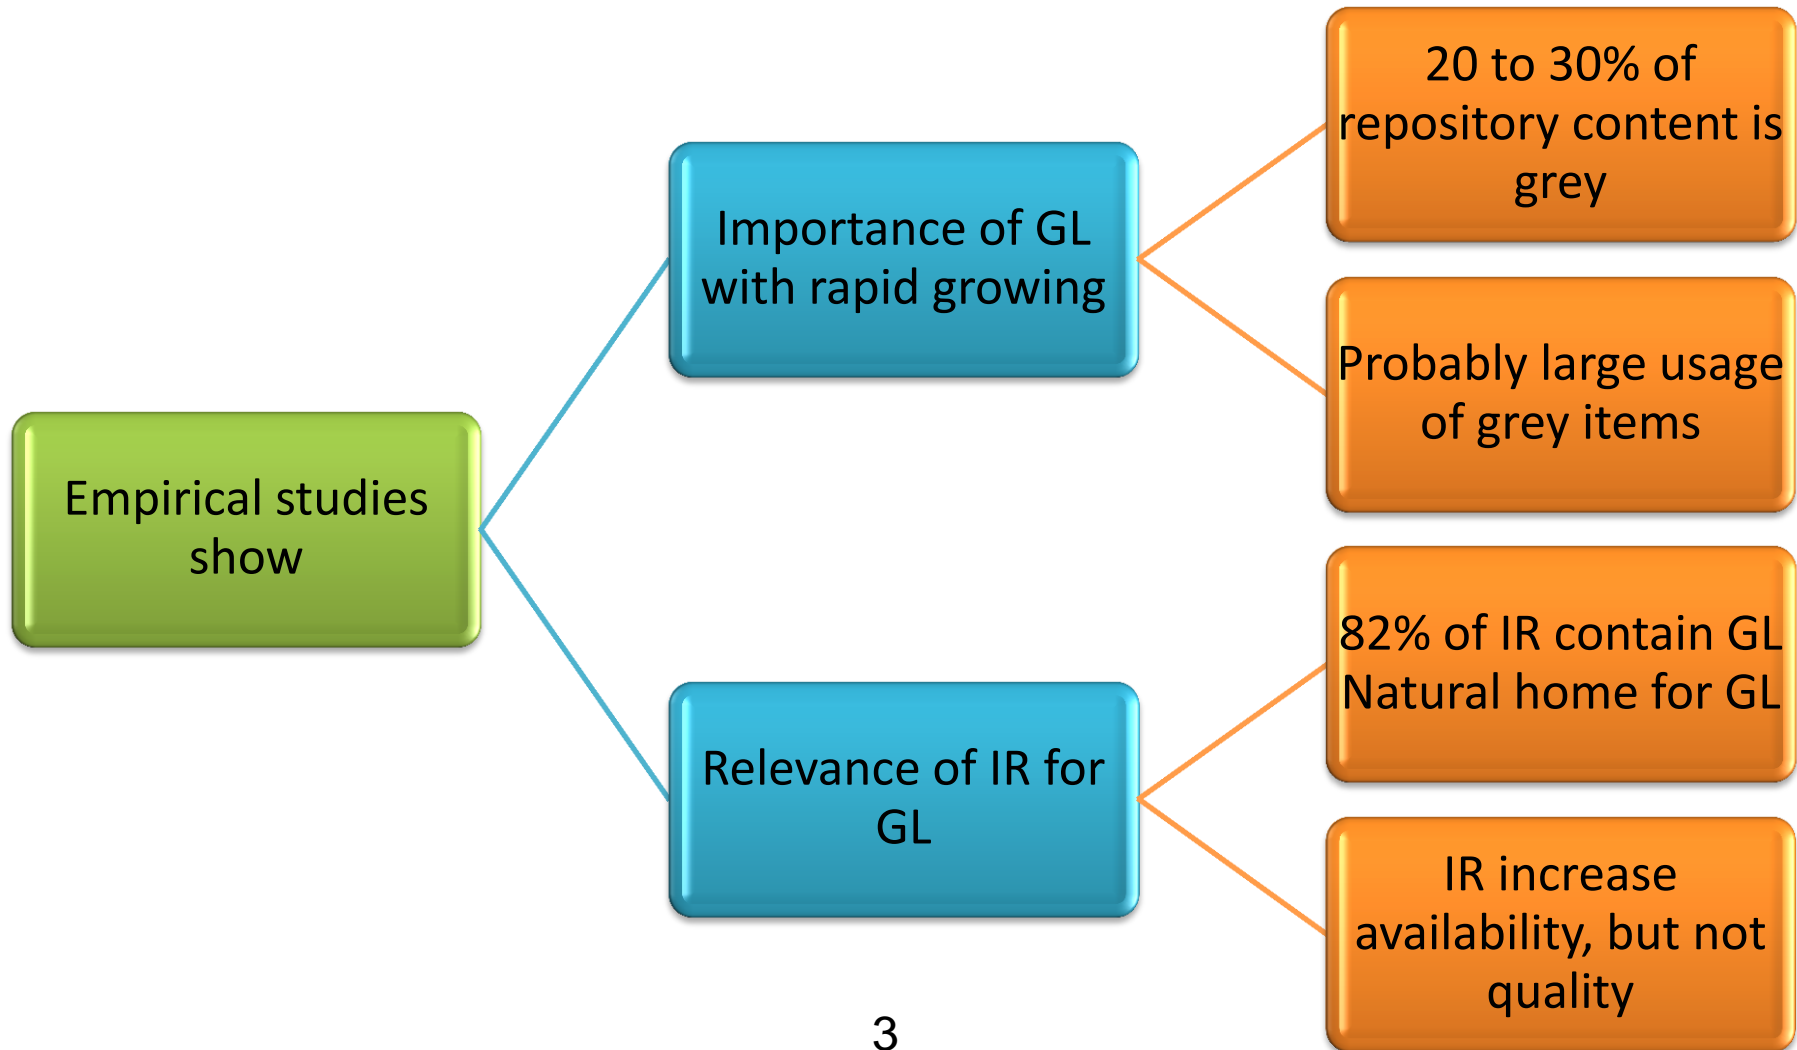 Empirical studies
show
Importance of GL
with rapid growing
20 to 30% of
repository content is
grey
Probably large usage
of grey items
Relevance of IR for
GL
82% of IR contain GL
Natural home for GL
IR increase
availability, but not
quality
3